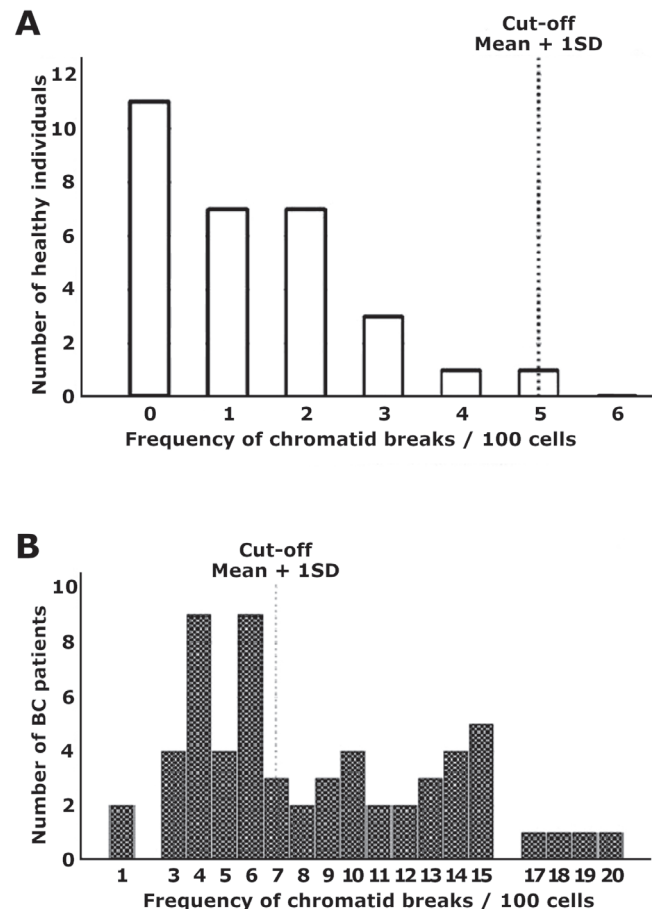 A
Cut-off
Mean + 1SD
Number of healthy individuals
12
10
8
6
4
2
0
0 1 2 3 4 5 6
Frequency of chromatid breaks / 100 cells
B
Cut-off
Mean + 1SD
Number of BC patients
10
8
6
4
2
0
1 3 4 5 6 7 8 9 10 11 12 13 14 15 17 18 19 20
Frequency of chromatid breaks / 100 cells